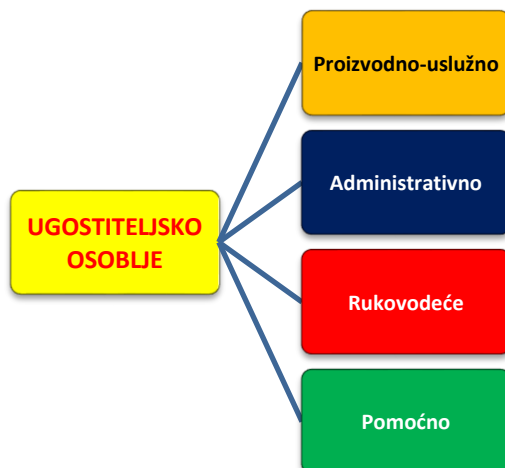 Proizvodno-uslužno
Administrativno
UGOSTITELJSKO
OSOBLJE
Rukovodeće
Pomoćno